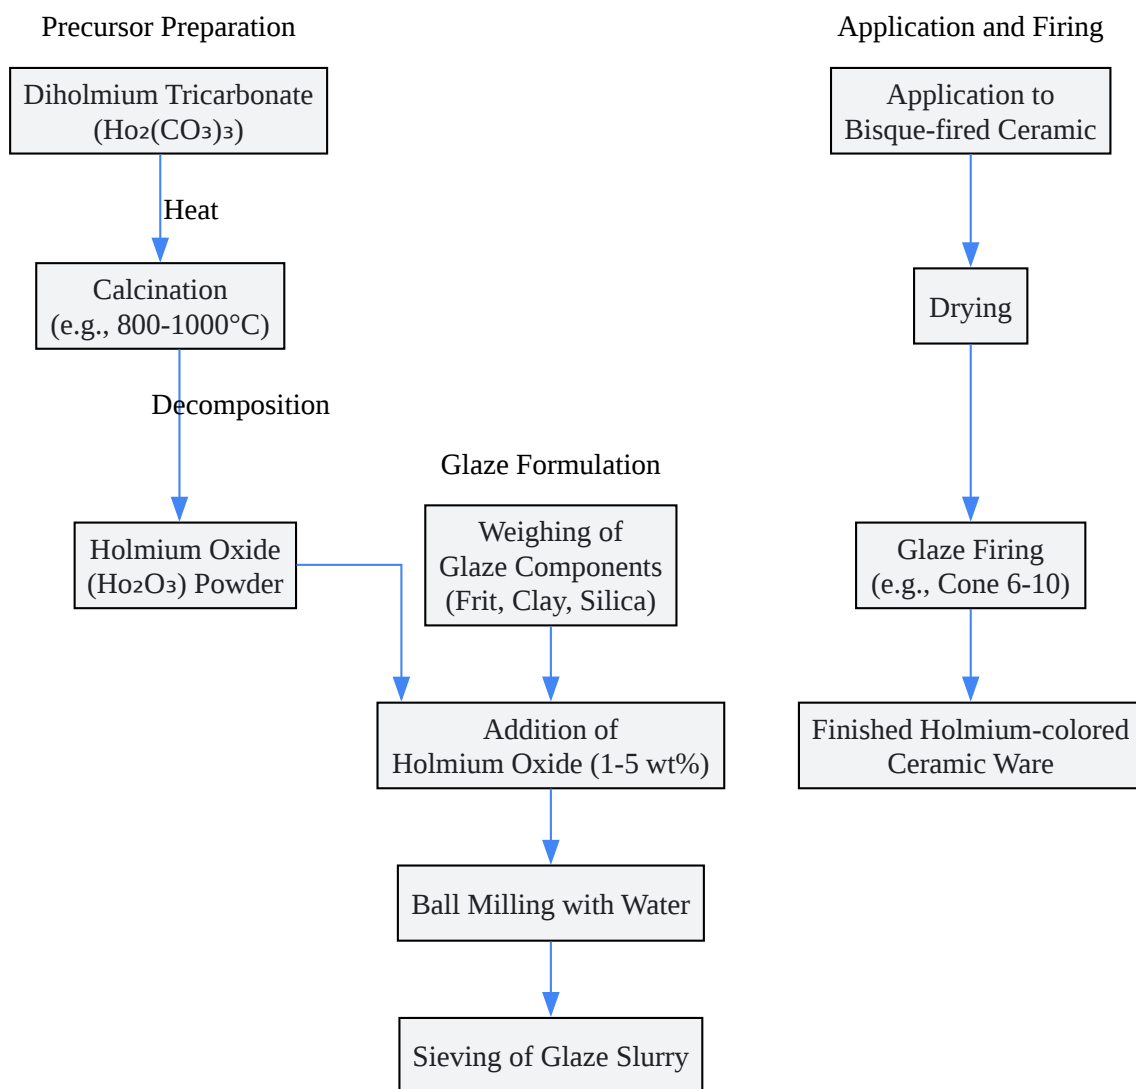 Precursor Preparation
Diholmium Tricarbonate
(Ho₂(CO₃)₃)
Heat
Calcination
(e.g., 800-1000°C)
Decomposition
Holmium Oxide
(Ho₂O₃) Powder
Glaze Formulation
Weighing of
Glaze Components
(Frit, Clay, Silica)
Addition of
Holmium Oxide (1-5 wt%)
Ball Milling with Water
Sieving of Glaze Slurry
Application and Firing
Application to
Bisque-fired Ceramic
Drying
Glaze Firing
(e.g., Cone 6-10)
Finished Holmium-colored
Ceramic Ware